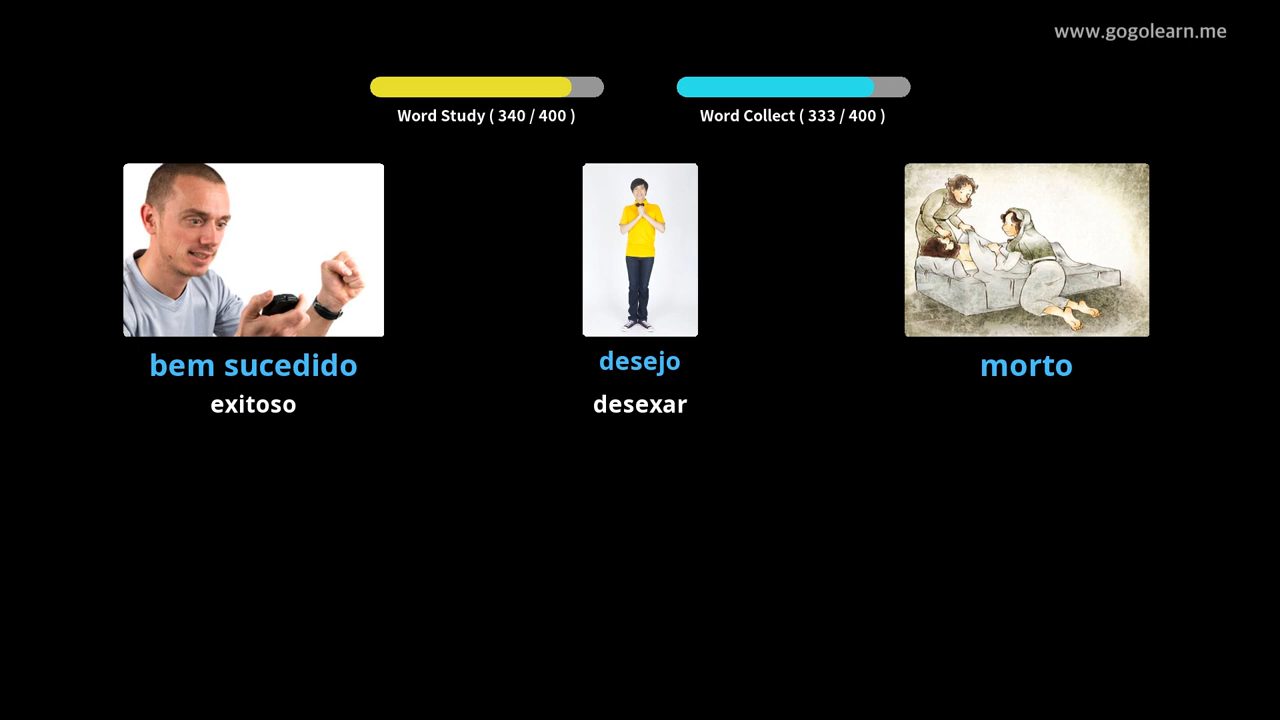 www.gogolearn.me
Word Study ( 340 / 400 )
Word Collect ( 333 / 400 )
bem sucedido
desejo
morto
exitoso
desexar